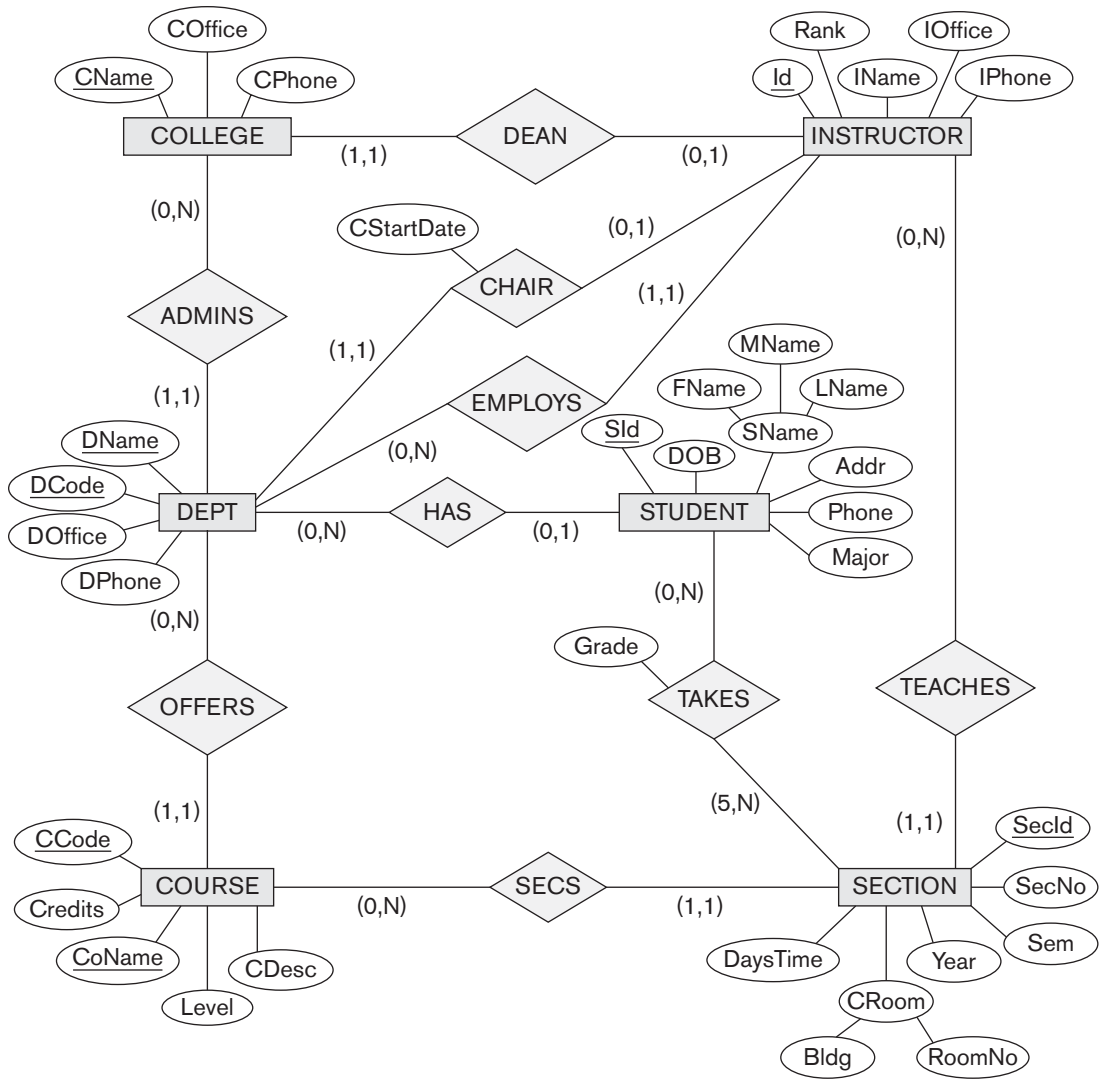 COffice
Rank
IOffice
CName
CPhone
Id
IName
IPhone
COLLEGE
DEAN
INSTRUCTOR
(1,1)
(0,1)
(0,N)
CStartDate
(0,1)
(0,N)
CHAIR
ADMINS
(1,1)
(1,1)
MName
(1,1)
FName
LName
EMPLOYS
DName
SId
SName
(0,N)
DOB
Addr
DCode
DEPT
HAS
STUDENT
Phone
DOffice
(0,N)
(0,1)
Major
DPhone
(0,N)
(0,N)
Grade
OFFERS
TAKES
TEACHES
(1,1)
(5,N)
(1,1)
CCode
SecId
COURSE
SECS
SECTION
SecNo
Credits
(0,N)
(1,1)
CoName
CDesc
DaysTime
Year
Sem
Level
CRoom
Bldg
RoomNo